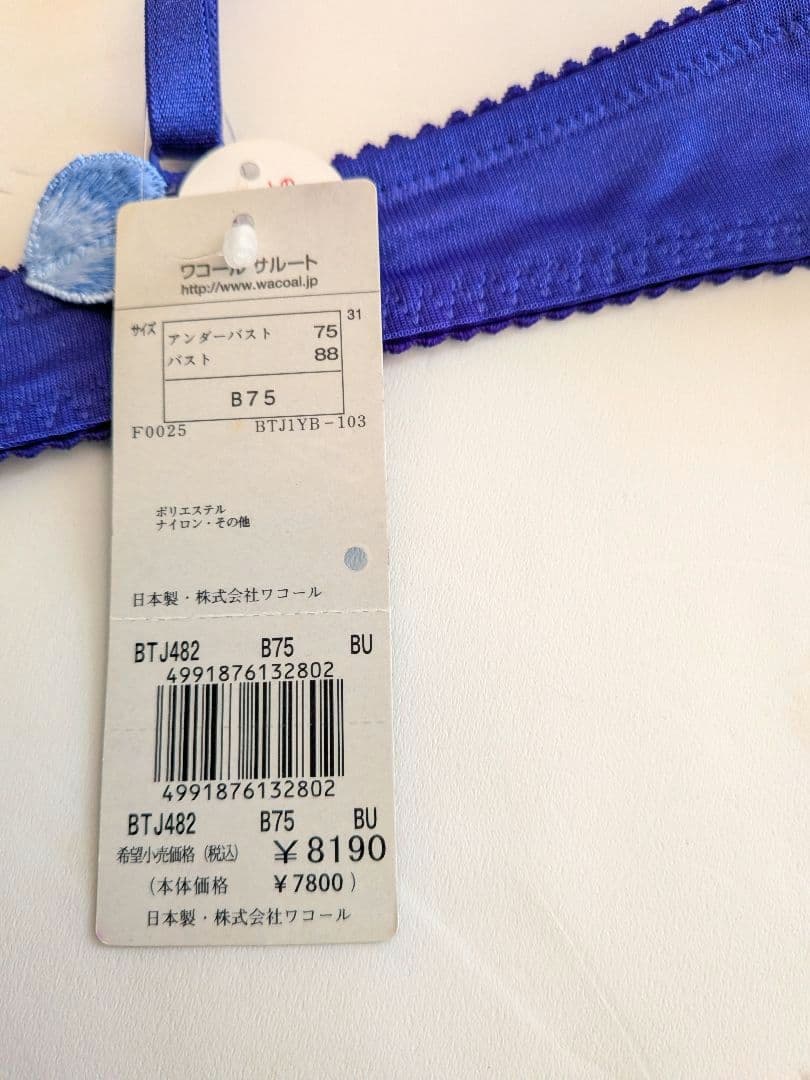 ワコール サルート
http://www.wacoal.jp
31
サイズ
アンダーバスト 75
バスト 88
B75
F0025 BTJ1YB-103
ポリエステル
ナイロン・その他
日本製・株式会社ワコール
BTJ482 B75 BU
4991876132802
4991876132802
BTJ482 B75 BU
希望小売価格(税込) ¥8190
(本体価格 ¥7800)
日本製・株式会社ワコール